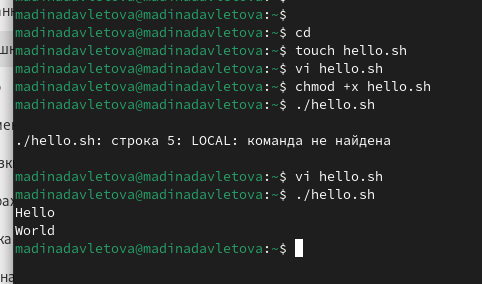 madinadavletova@madinadavletova:~$
madinadavletova@madinadavletova:~$ cd
madinadavletova@madinadavletova:~$ touch hello.sh
madinadavletova@madinadavletova:~$ vi hello.sh
madinadavletova@madinadavletova:~$ chmod +x hello.sh
madinadavletova@madinadavletova:~$ ./hello.sh
./hello.sh: строка 5: LOCAL: команда не найдена
madinadavletova@madinadavletova:~$ vi hello.sh
madinadavletova@madinadavletova:~$ ./hello.sh
Hello
World
madinadavletova@madinadavletova:~$